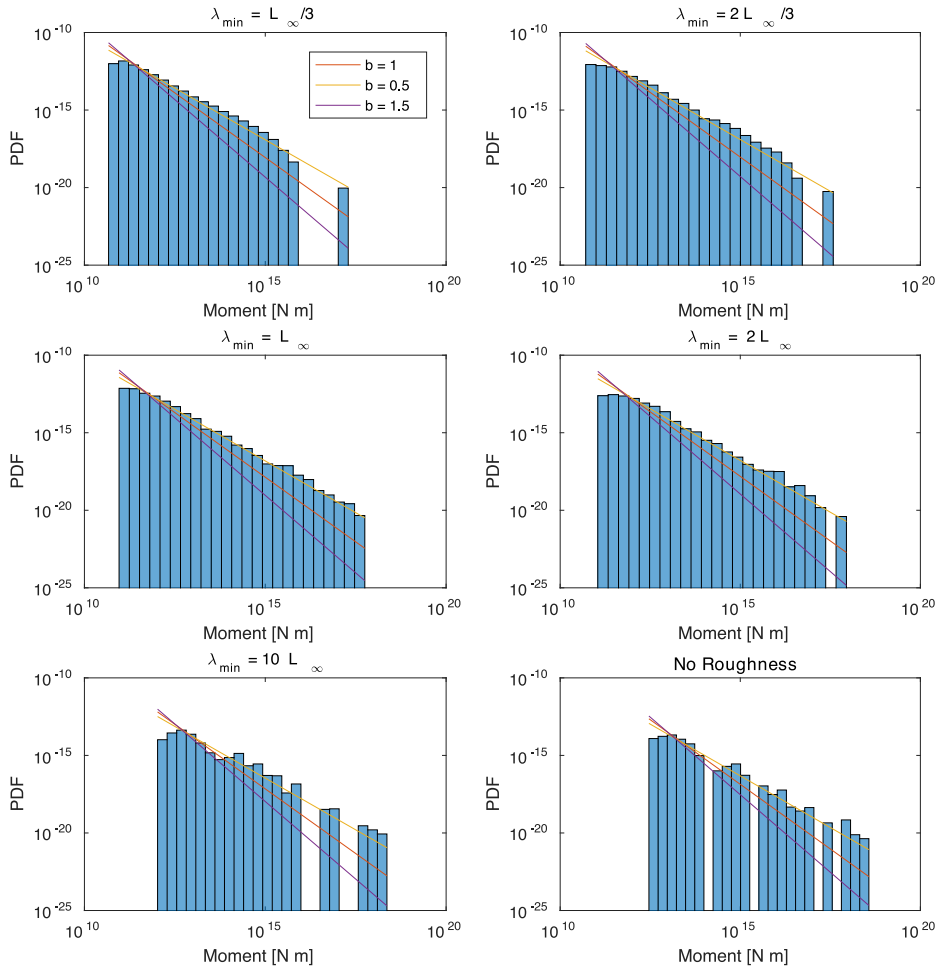 λmin = L∞/3
10^-10
10^-15
10^-20
10^-25
PDF
b = 1
b = 0.5
b = 1.5
10^10
10^15
10^20
Moment [N m]
λmin = 2 L∞/3
10^-10
10^-15
10^-20
10^-25
PDF
10^10
10^15
10^20
Moment [N m]
λmin = L∞
10^-10
10^-15
10^-20
10^-25
PDF
10^10
10^15
10^20
Moment [N m]
λmin = 2 L∞
10^-10
10^-15
10^-20
10^-25
PDF
10^10
10^15
10^20
Moment [N m]
λmin = 10 L∞
10^-10
10^-15
10^-20
10^-25
PDF
10^10
10^15
10^20
Moment [N m]
No Roughness
10^-10
10^-15
10^-20
10^-25
PDF
10^10
10^15
10^20
Moment [N m]